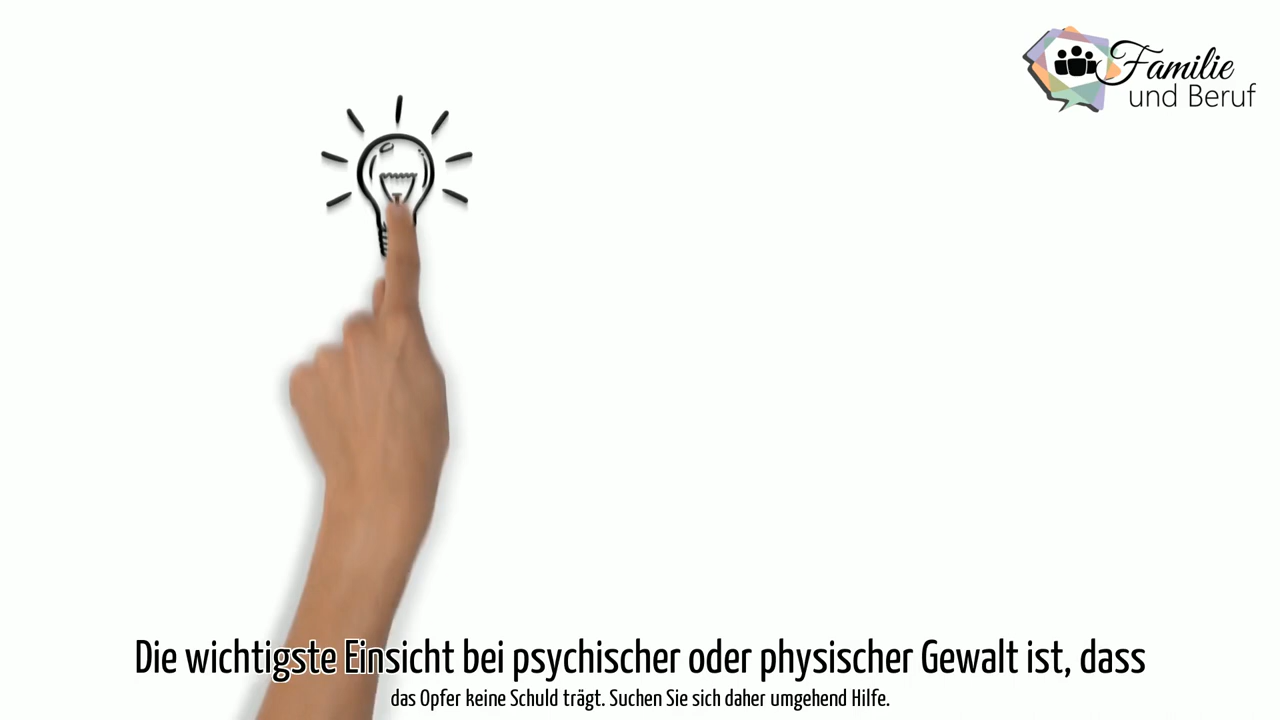 Familie
und Beruf
Die wichtigste Einsicht bei psychischer oder physischer Gewalt ist, dass
das Opfer keine Schuld trägt. Suchen Sie sich daher umgehend Hilfe.